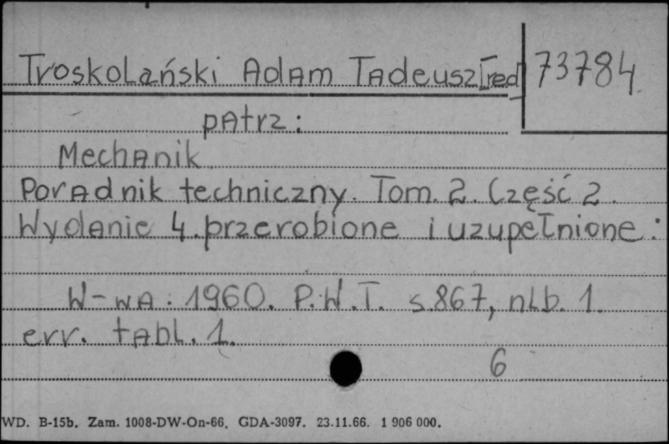 Troskolański Adam Tadeusz [red 73784
patrz:
Mechanik
Poradnik techniczny. Tom. 2. Część 2.
Wydanie 4. przerobione i uzupełnione:
W-wa: 1960. P.W.T. s.867, nlb. 1.
err. tabl. 1.
6
WD. B-15b. Zam. 1008-DW-On-66. GDA-3097. 23.11.66. 1 906 000.